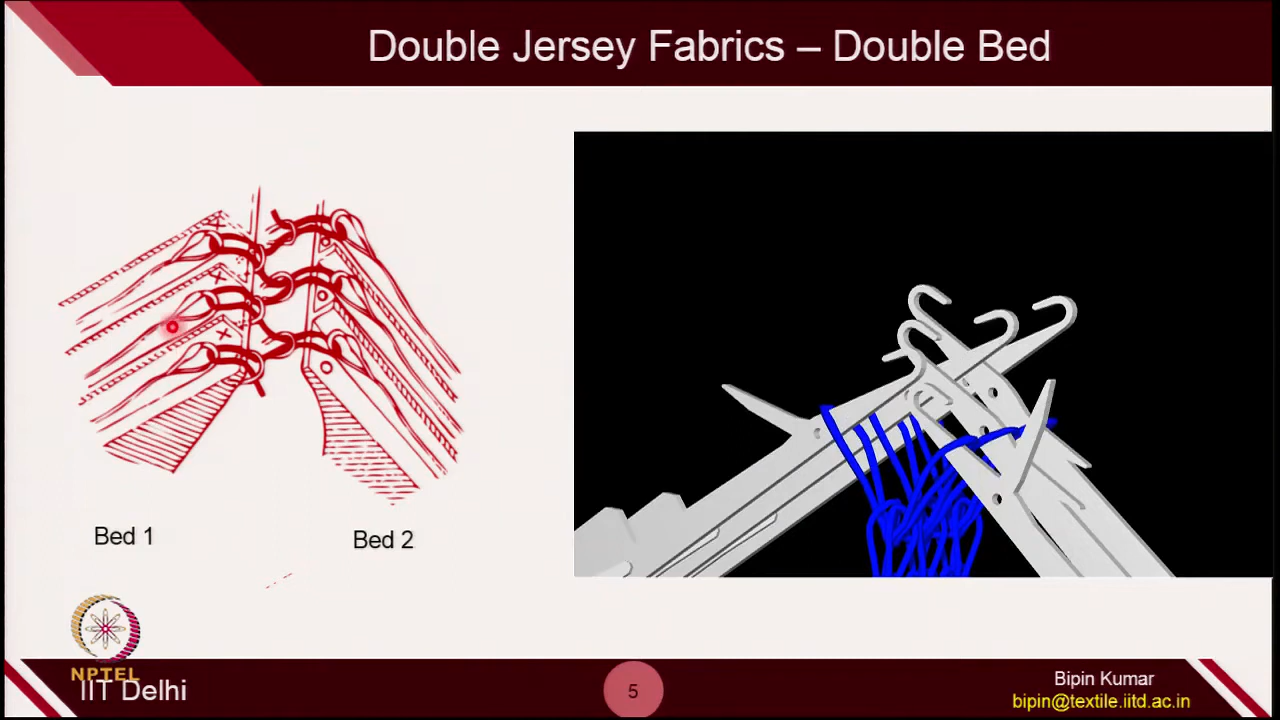 Double Jersey Fabrics – Double Bed
Bed 1
Bed 2
NPTEL
IIT Delhi
5
Bipin Kumar
bipin@textile.iitd.ac.in